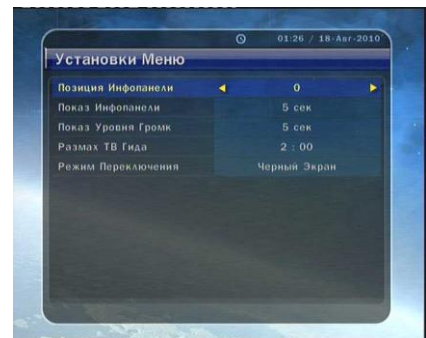 01:26 / 18-Авг-2010
Установки Меню
Позиция Инфопанели 0
Показ Инфопанели 5 сек
Показ Уровня Громк 5 сек
Размах ТВ Гида 2 : 00
Режим Переключения Черный Экран